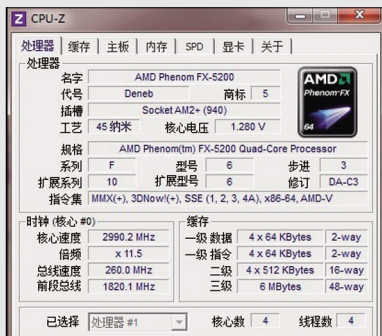 CPU-Z
处理器 缓存 主板 内存 SPD 显卡 关于
处理器
名字 AMD Phenom FX-5200
代号 Deneb 商标 5
插槽 Socket AM2+ (940)
工艺 45 纳米 核心电压 1.280 V
AMD
Phenom FX
64
规格 AMD Phenom(tm) FX-5200 Quad-Core Processor
系列 F 型号 6 步进 3
扩展系列 10 扩展型号 6 修订 DA-C3
指令集 MMX(+), 3DNow!(+), SSE (1, 2, 3, 4A), x86-64, AMD-V
时钟 (核心 #0)
核心速度 2990.2 MHz
倍频 x 11.5
总线速度 260.0 MHz
前段总线 1820.1 MHz
缓存
一级 数据 4 x 64 KBytes 2-way
一级 指令 4 x 64 KBytes 2-way
二级 4 x 512 KBytes 16-way
三级 6 MBytes 48-way
已选择 处理器 #1 核心数 4 线程数 4